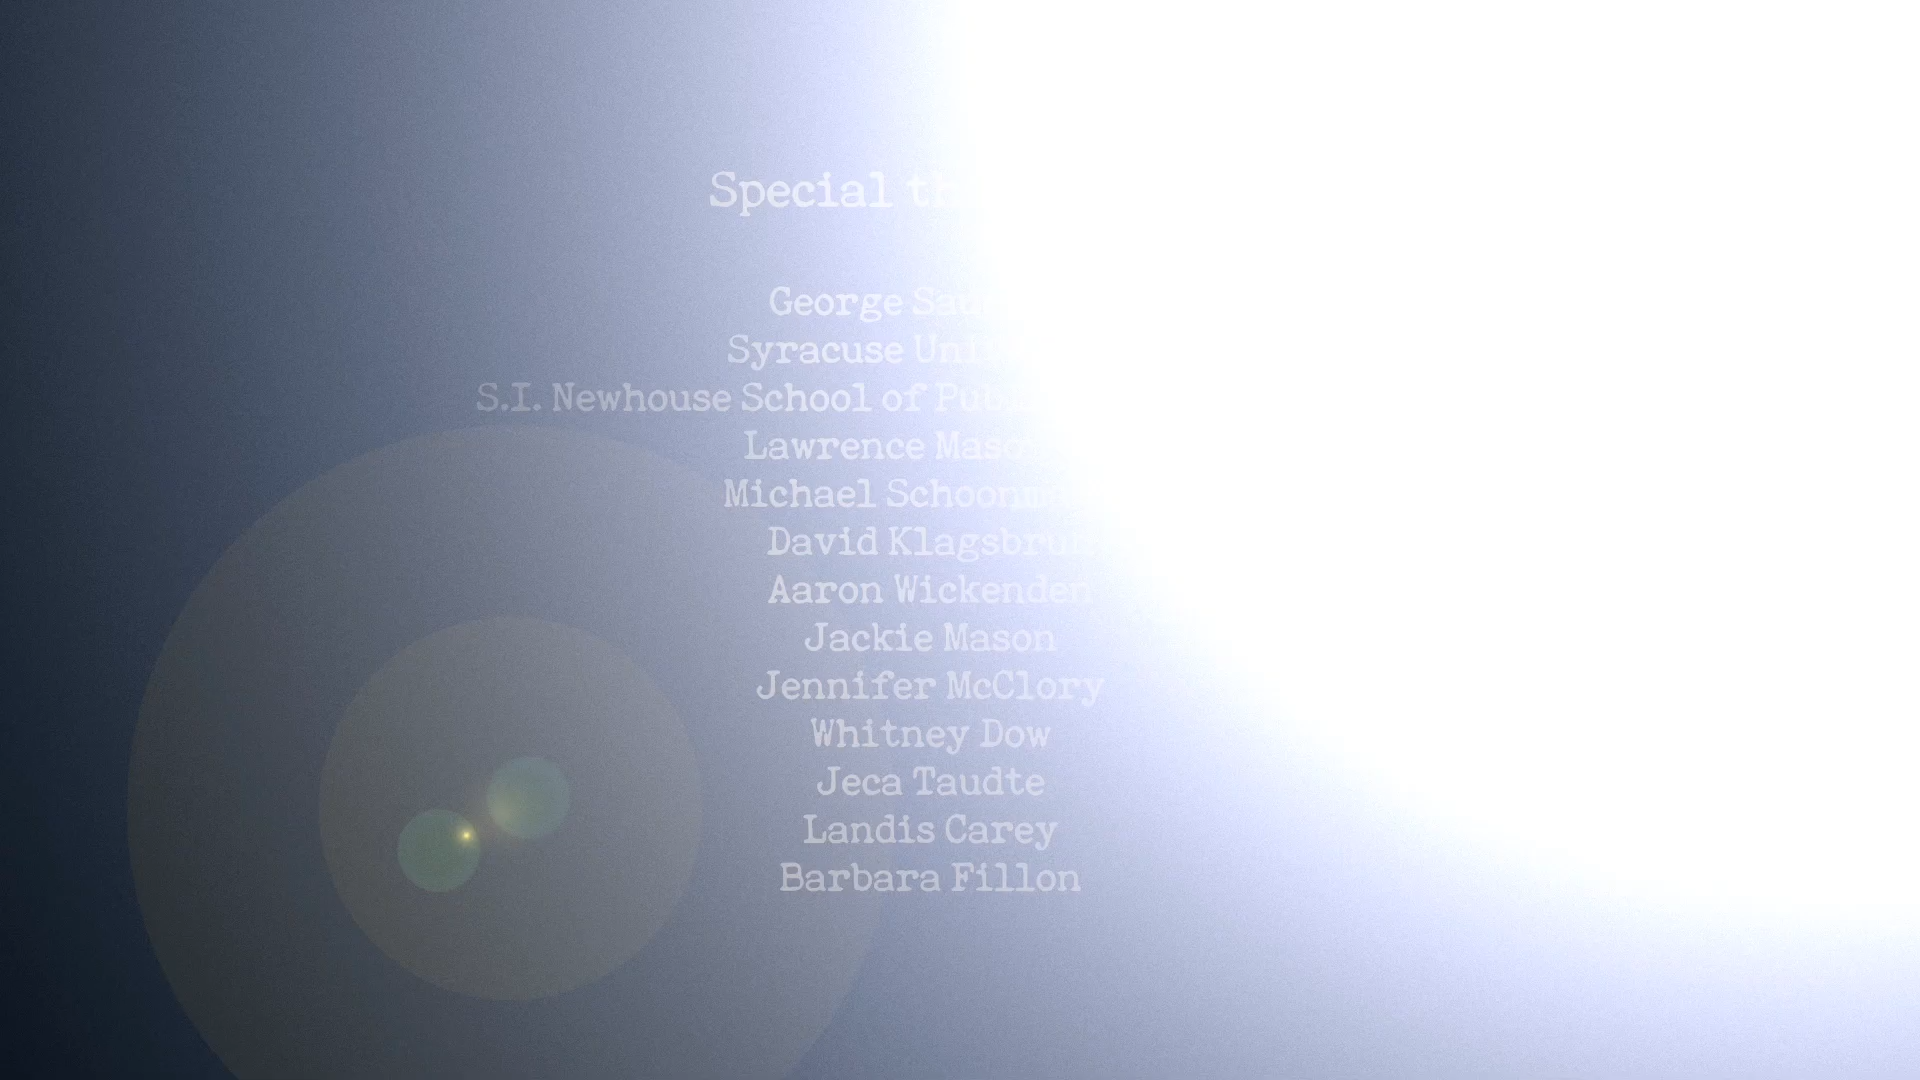 Special
George
Syracuse
S.I. Newhouse School of
Lawrence
Michael
David
Aaron Wickenden
Jackie Mason
Jennifer McClory
Whitney Dow
Jeca Taudte
Landis Carey
Barbara Fillon